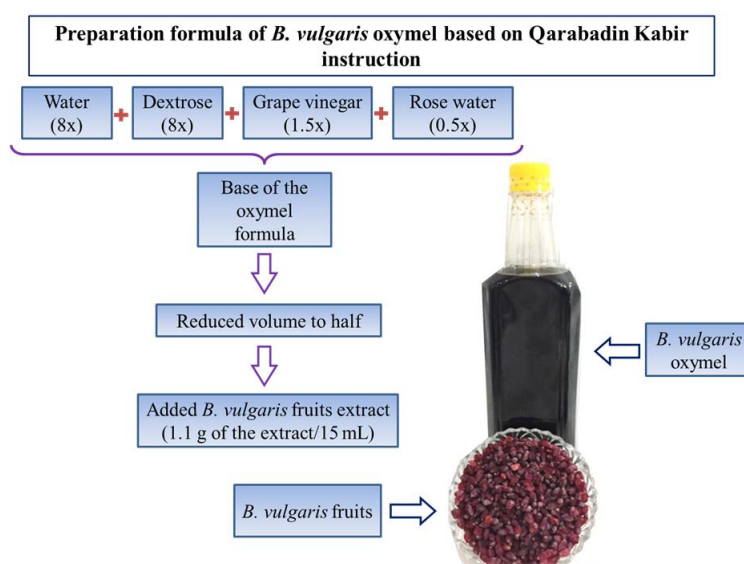 Preparation formula of B. vulgaris oxymel based on Qarabadin Kabir
instruction
Water
(8x)
+
Dextrose
(8x)
+
Grape vinegar
(1.5x)
+
Rose water
(0.5x)
Base of the
oxymel
formula
Reduced volume to half
Added B. vulgaris fruits extract
(1.1 g of the extract/15 mL)
B. vulgaris
oxymel
B. vulgaris fruits